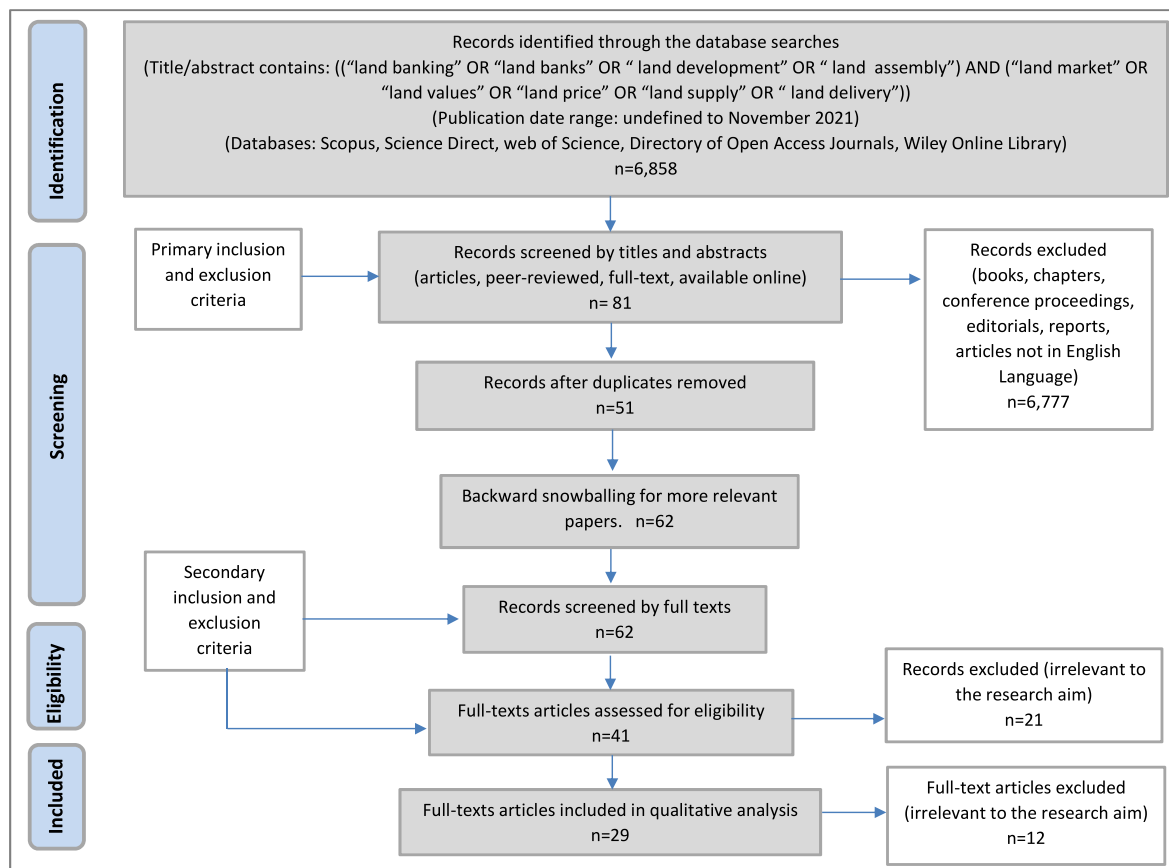 Identification
Records identified through the database searches
(Title/abstract contains: ((“land banking” OR “land banks” OR “ land development” OR “ land  assembly”) AND (“land market” OR
“land values” OR “land price” OR “land supply” OR “ land delivery”))
(Publication date range: undefined to November 2021)
(Databases: Scopus, Science Direct, web of Science, Directory of Open Access Journals, Wiley Online Library)
n=6,858
Screening
Primary inclusion
and exclusion
criteria
Records screened by titles and abstracts
(articles, peer-reviewed, full-text, available online)
n= 81
Records excluded
(books, chapters,
conference proceedings,
editorials, reports,
articles not in English
Language)
n=6,777
Records after duplicates removed
n=51
Backward snowballing for more relevant
papers.   n=62
Secondary
inclusion and
exclusion
criteria
Records screened by full texts
n=62
Eligibility
Full-texts articles assessed for eligibility
n=41
Records excluded (irrelevant to
the research aim)
n=21
Included
Full-texts articles included in qualitative analysis
n=29
Full-text articles excluded
(irrelevant to the research aim)
n=12